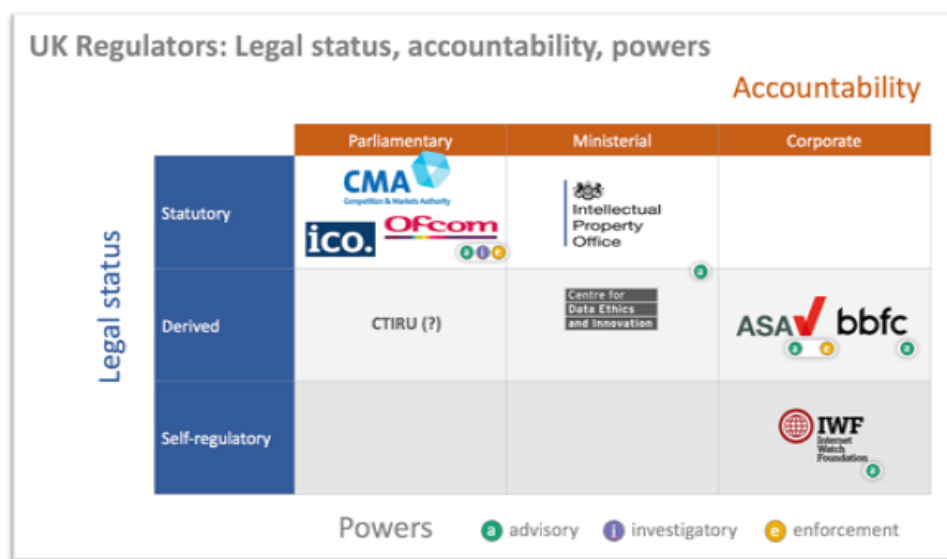 UK Regulators: Legal status, accountability, powers
Accountability
Parliamentary Ministerial Corporate
Legal status
Statutory
CMA
Competition & Markets Authority
ico. Ofcom
a i e
Intellectual
Property
Office
a
Derived
CTIRU (?)
Centre for
Data Ethics
and Innovation
ASA bbfc
a e a
Self-regulatory
IWF
Internet
Watch
Foundation
a
Powers a advisory i investigatory e enforcement